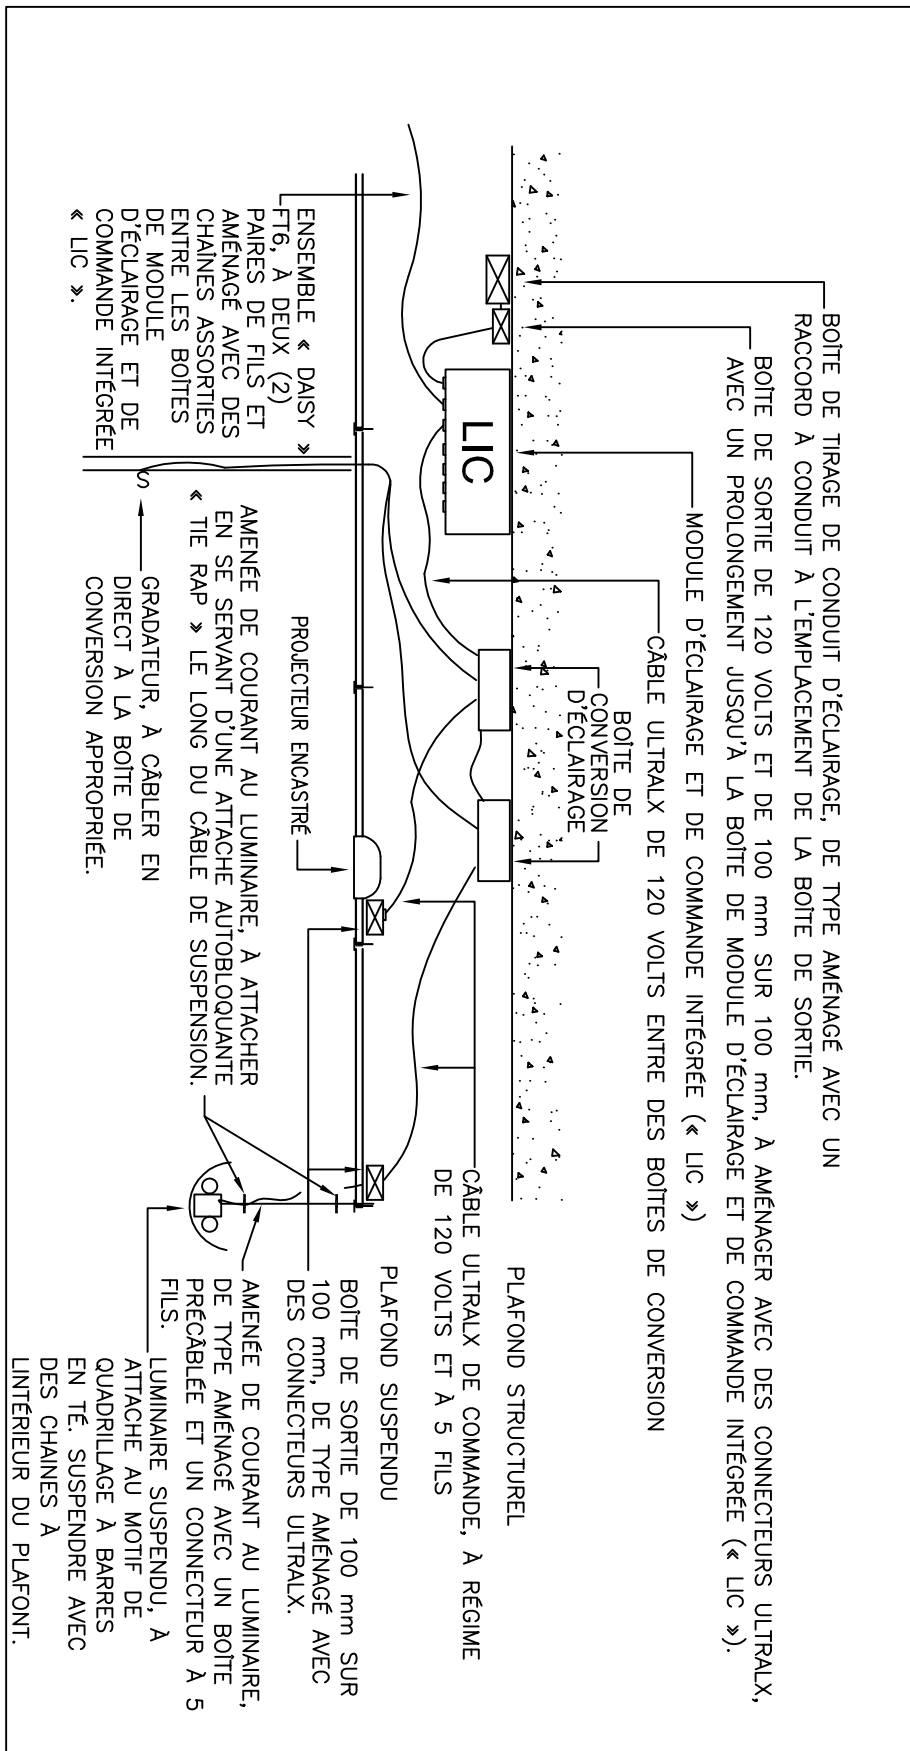 BOÎTE DE TIRAGE DE CONDUIT D'ÉCLAIRAGE, DE TYPE AMÉNAGÉ AVEC UN
RACCORD À CONDUIT À L'EMPLACEMENT DE LA BOÎTE DE SORTIE.
BOÎTE DE SORTIE DE 120 VOLTS ET DE 100 mm SUR 100 mm, À AMÉNAGER AVEC DES CONNECTEURS ULTRALX,
AVEC UN PROLONGEMENT JUSQU'À LA BOÎTE DE MODULE D'ÉCLAIRAGE ET DE COMMANDE INTÉGRÉE (« LIC »).
MODULE D'ÉCLAIRAGE ET DE COMMANDE INTÉGRÉE (« LIC »)
CÂBLE ULTRALX DE 120 VOLTS ENTRE DES BOÎTES DE CONVERSION
BOÎTE DE
CONVERSION
D'ÉCLAIRAGE
PLAFOND STRUCTUREL
LIC
CÂBLE ULTRALX DE COMMANDE, À RÉGIME
DE 120 VOLTS ET À 5 FILS
PLAFOND SUSPENDU
BOÎTE DE SORTIE DE 100 mm SUR
100 mm, DE TYPE AMÉNAGÉ AVEC
DES CONNECTEURS ULTRALX.
AMENÉE DE COURANT AU LUMINAIRE,
DE TYPE AMÉNAGÉ AVEC UN BOÎTE
PRÉCÂBLÉE ET UN CONNECTEUR À 5
FILS.
LUMINAIRE SUSPENDU, À
ATTACHE AU MOTIF DE
QUADRILLAGE À BARRES
EN TÉ. SUSPENDRE AVEC
DES CHAINES À
LINTÉRIEUR DU PLAFONT.
ENSEMBLE « DAISY »
FT6, À DEUX (2)
PAIRES DE FILS ET
AMÉNAGÉ AVEC DES
CHAÎNES ASSORTIES
ENTRE LES BOÎTES
DE MODULE
D'ÉCLAIRAGE ET DE
COMMANDE INTÉGRÉE
« LIC ».
PROJECTEUR ENCASTRÉ
AMENÉE DE COURANT AU LUMINAIRE, À ATTACHER
EN SE SERVANT D'UNE ATTACHE AUTOBLOQUANTE
« TIE RAP » LE LONG DU CÂBLE DE SUSPENSION.
S
GRADATEUR, À CÂBLER EN
DIRECT À LA BOÎTE DE
CONVERSION APPROPRIÉE.